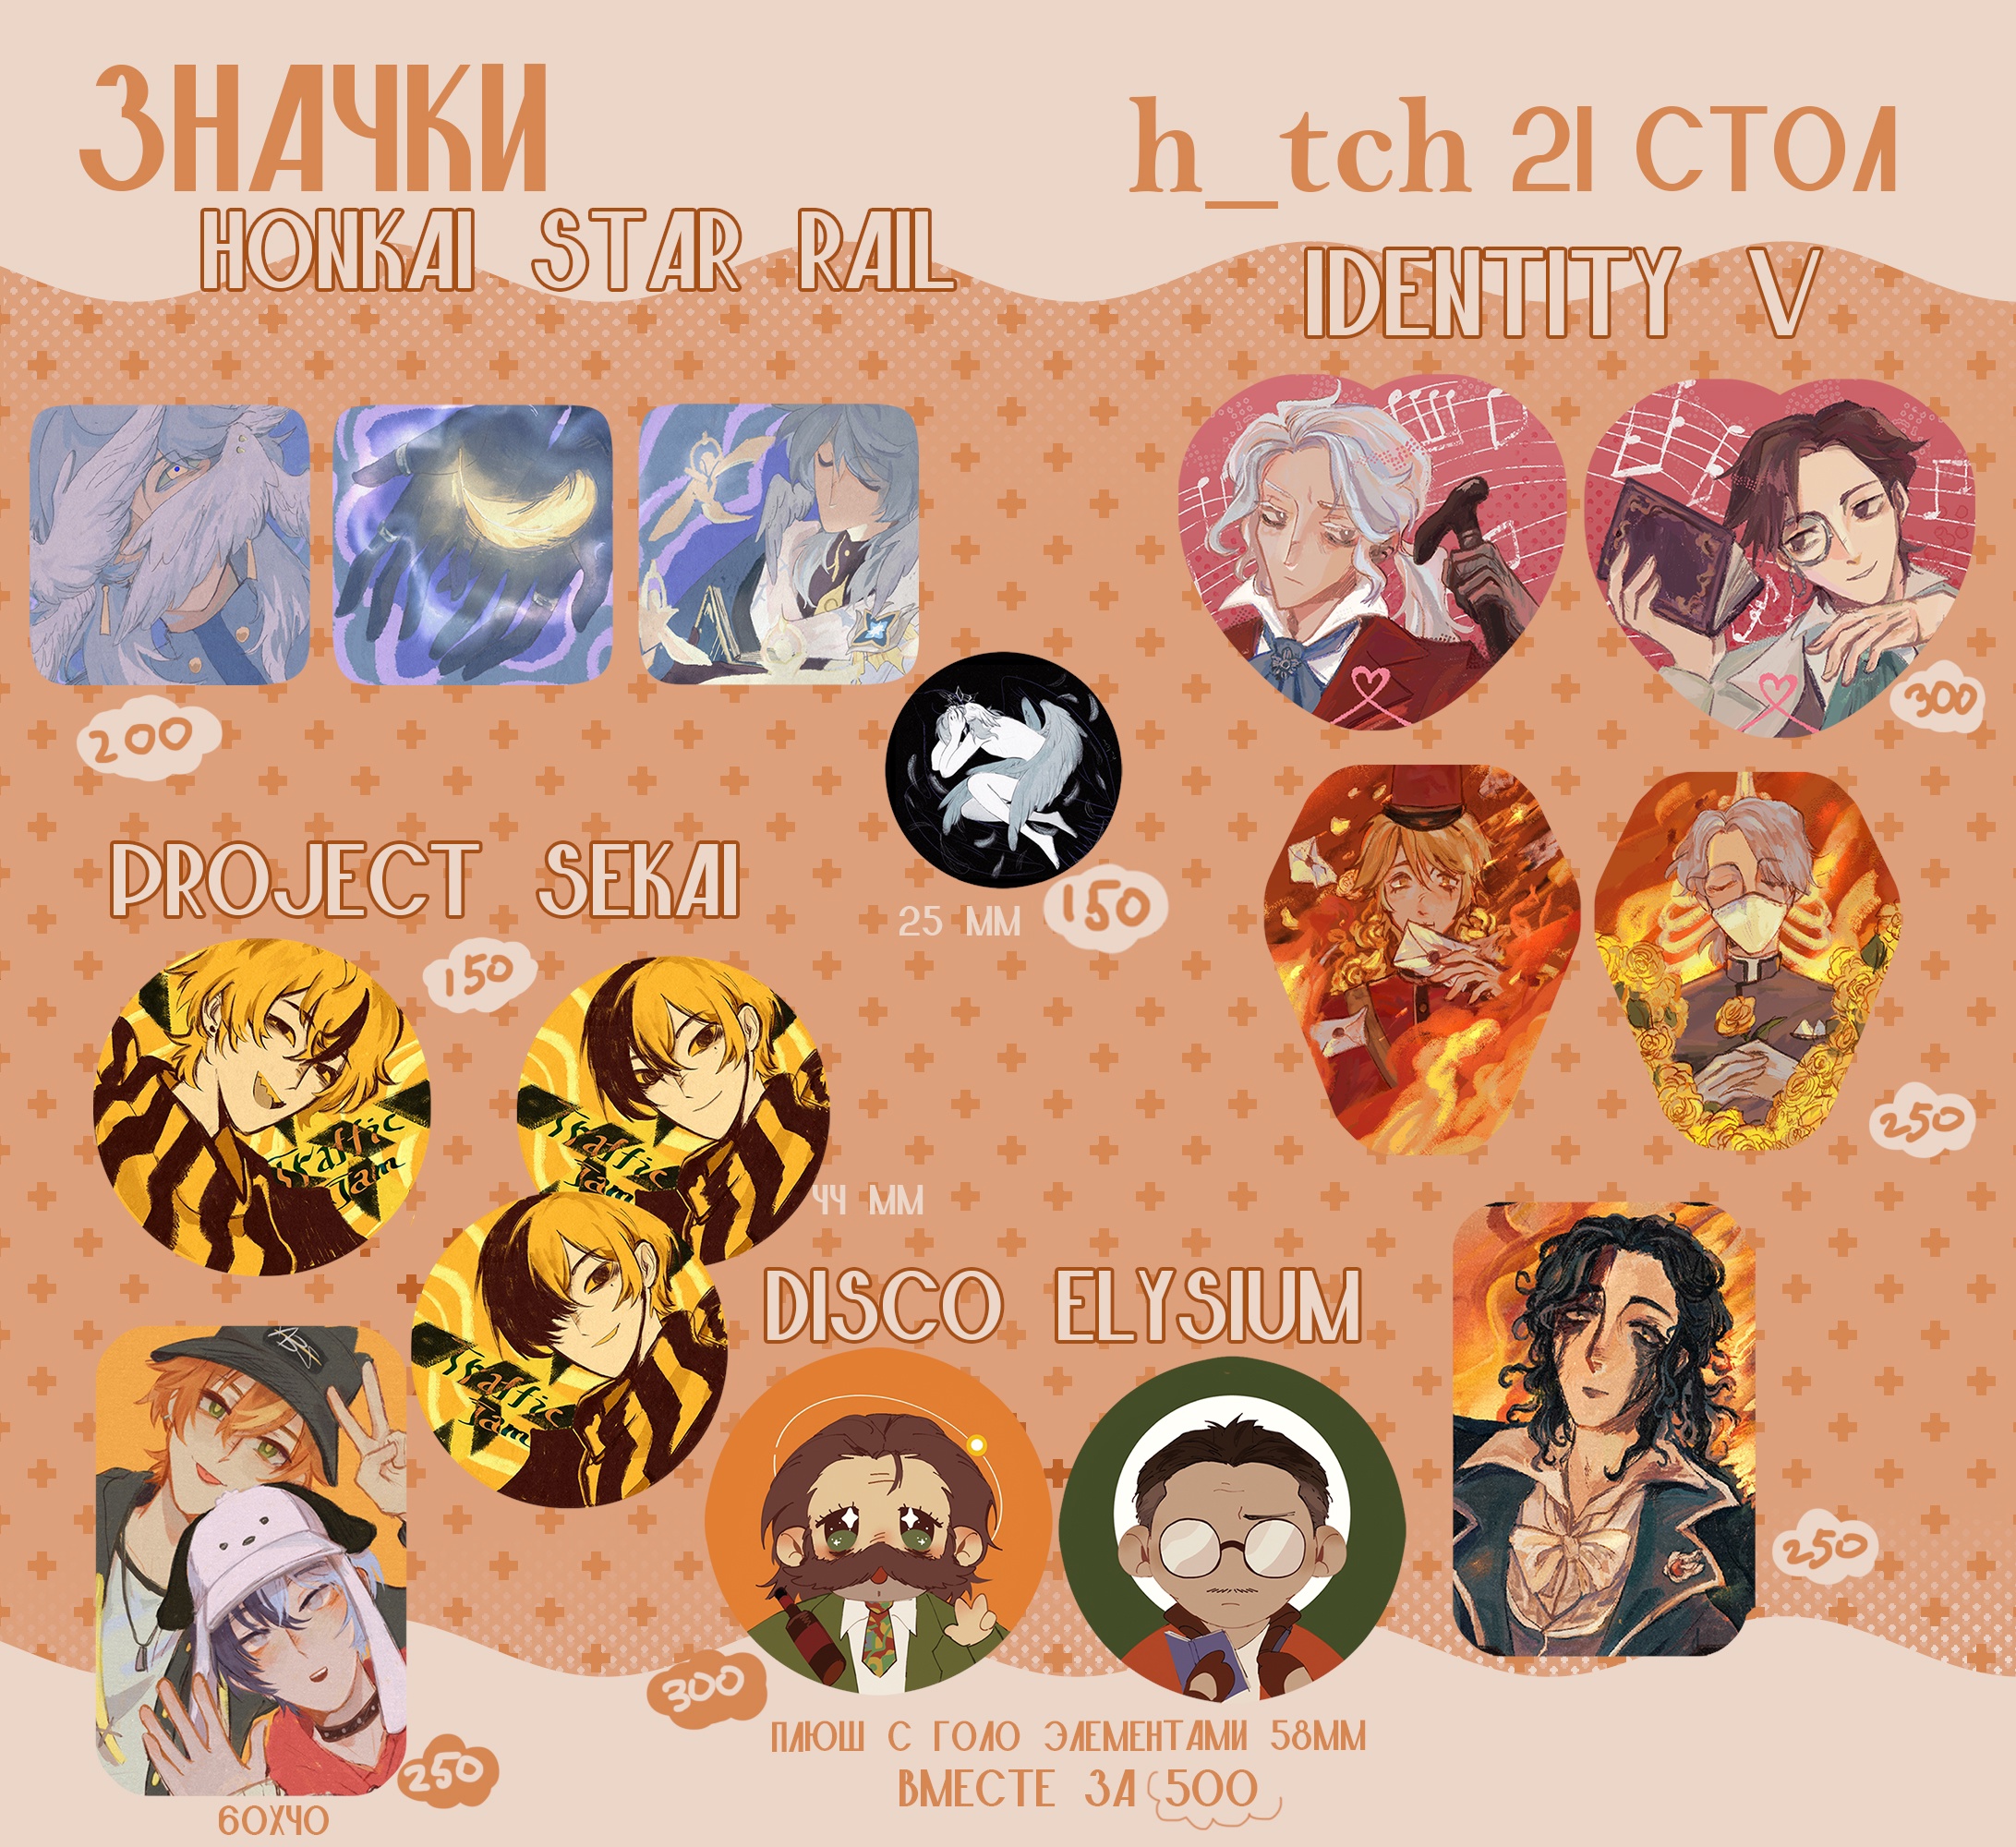 ЗНАЧКИ
h_tch 21 СТОЛ
HONKAI STAR RAIL
IDENTITY V
200
300
25 ММ
150
PROJECT SEKAI
150
Traffic
Jam
Traffic
Jam
44 ММ
250
Traffic
Jam
DISCO ELYSIUM
250
300
ПЛЮШ С ГОЛО ЭЛЕМЕНТАМИ 58ММ
ВМЕСТЕ ЗА 500
250
60Х40